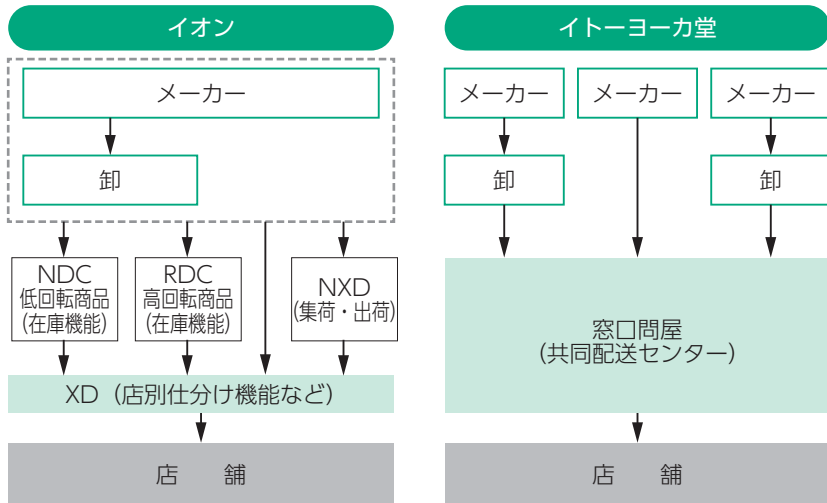 イオン
メーカー
卸
NDC
低回転商品
(在庫機能)
RDC
高回転商品
(在庫機能)
NXD
(集荷・出荷)
XD（店別仕分け機能など）
店　舗
イトーヨーカ堂
メーカー
メーカー
メーカー
卸
卸
窓口問屋
(共同配送センター)
店　舗